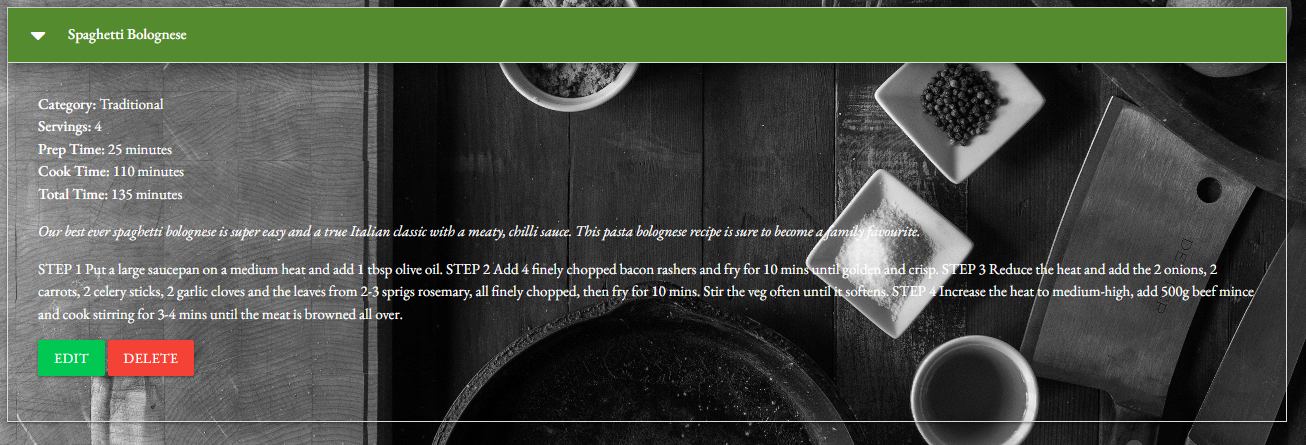 Spaghetti Bolognese
Category: Traditional
Servings: 4
Prep Time: 25 minutes
Cook Time: 110 minutes
Total Time: 135 minutes
Our best ever spaghetti bolognese is super easy and a true Italian classic with a meaty, chilli sauce. This pasta bolognese recipe is sure to become a family favourite.
STEP 1 Put a large saucepan on a medium heat and add 1 tbsp olive oil. STEP 2 Add 4 finely chopped bacon rashers and fry for 10 mins until golden and crisp. STEP 3 Reduce the heat and add the 2 onions, 2
carrots, 2 celery sticks, 2 garlic cloves and the leaves from 2-3 sprigs rosemary, all finely chopped, then fry for 10 mins. Stir the veg often until it softens. STEP 4 Increase the heat to medium-high, add 500g beef mince
and cook stirring for 3-4 mins until the meat is browned all over.
EDIT DELETE